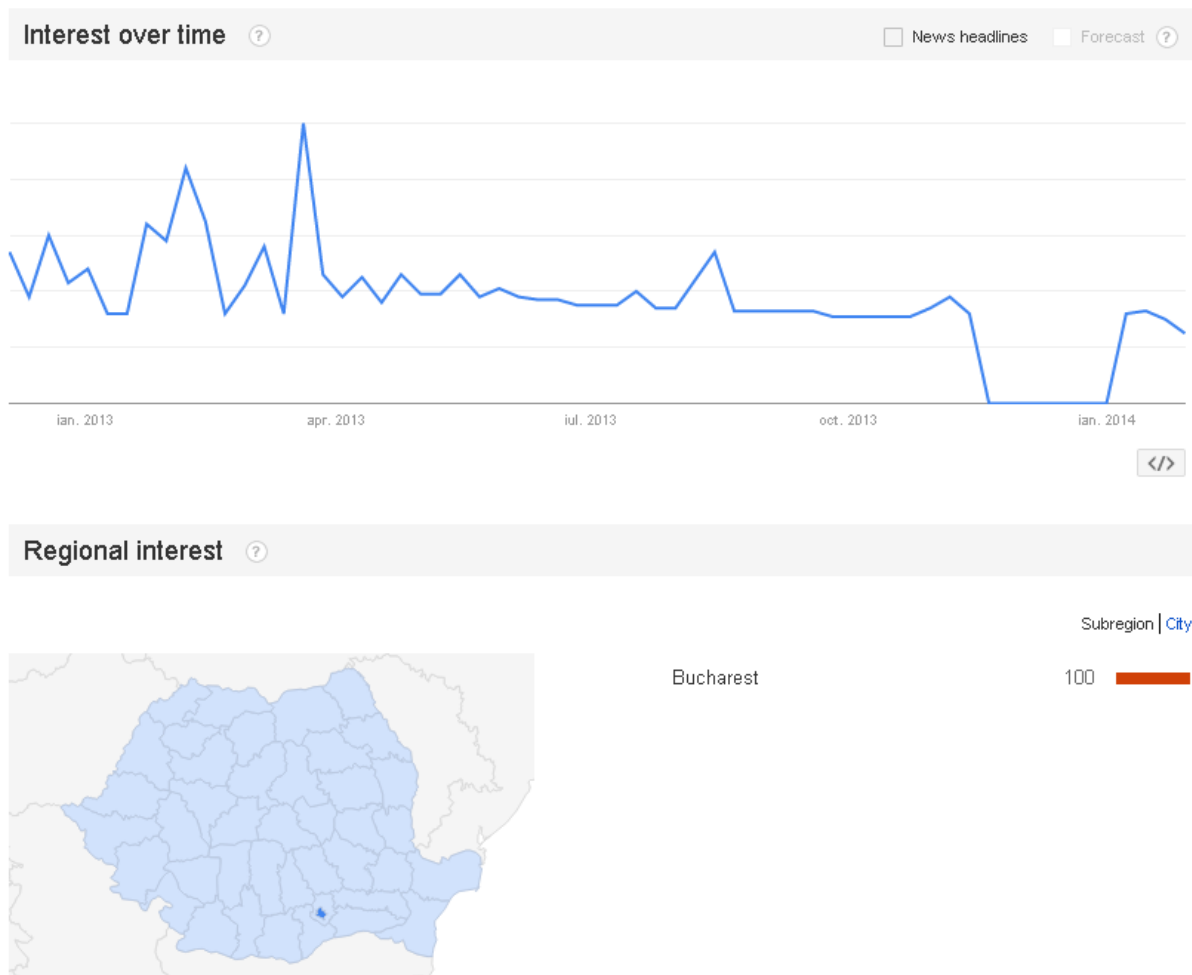 Interest over time ?
News headlines Forecast ?
ian. 2013 apr. 2013 iul. 2013 oct. 2013 ian. 2014
</>
Regional interest ?
Subregion | City
Bucharest 100